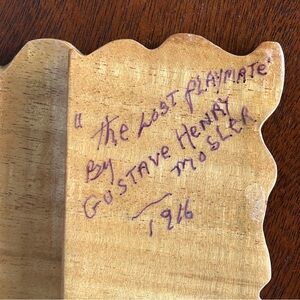 "The LOST PLAYMATE"
By
GUSTAVE HENRY
MOSLER
1916